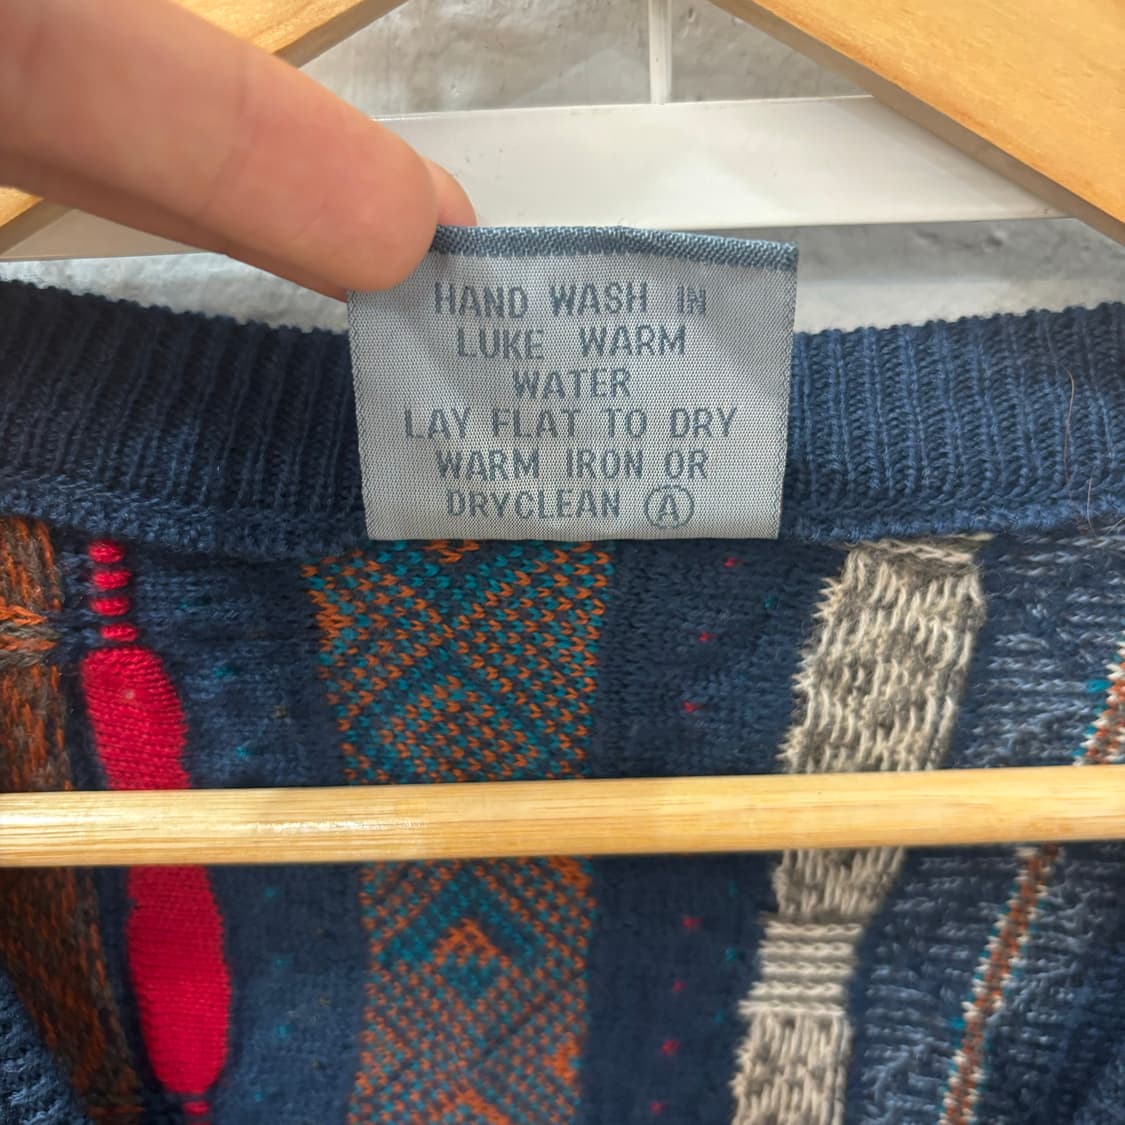 HAND WASH IN
LUKE WARM
WATER
LAY FLAT TO DRY
WARM IRON OR
DRYCLEAN Ⓐ